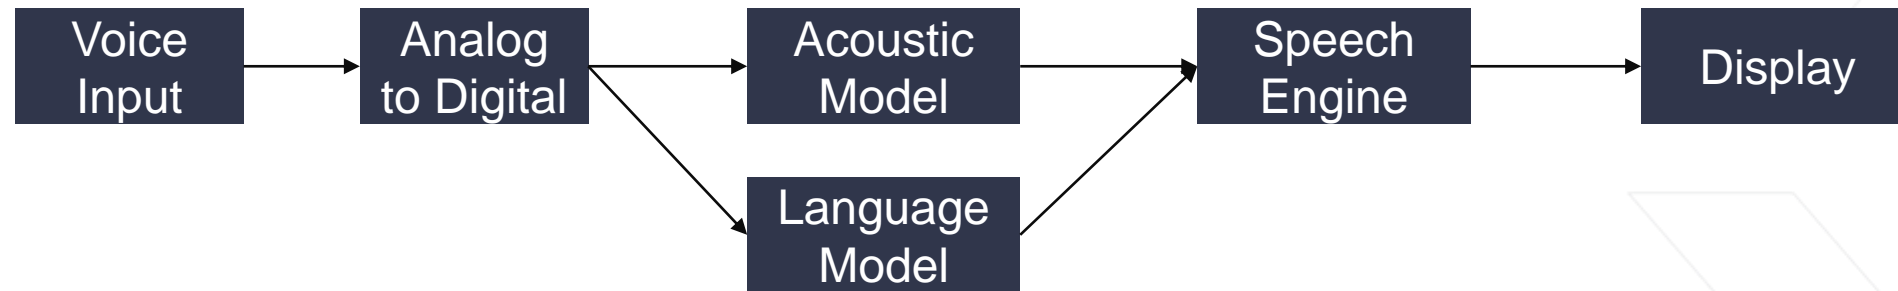 Voice
Input
Analog
to Digital
Acoustic
Model
Language
Model
Speech
Engine
Display